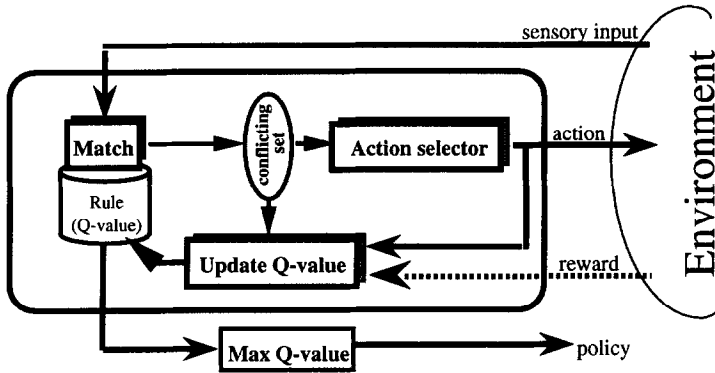 sensory input
Environment
Match
conflicting
set
Action selector
action
Rule
(Q-value)
Update Q-value
reward
Max Q-value
policy